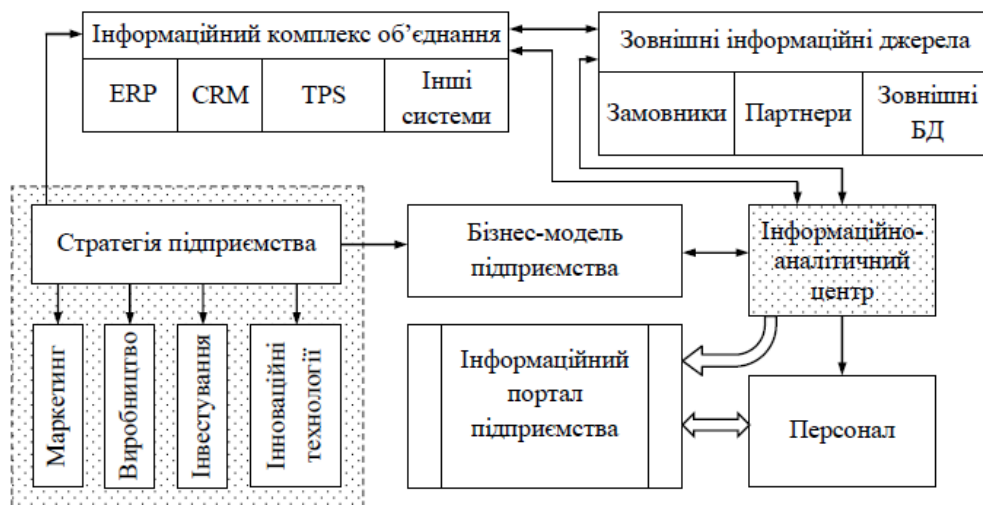 Інформаційний комплекс об’єднання
ERP
CRM
TPS
Інші
системи
Зовнішні інформаційні джерела
Замовники
Партнери
Зовнішні
БД
Стратегія підприємства
Бізнес-модель
підприємства
Інформаційно-
аналітичний
центр
Маркетинг
Виробництво
Інвестування
Інноваційні
технології
Інформаційний
портал
підприємства
Персонал